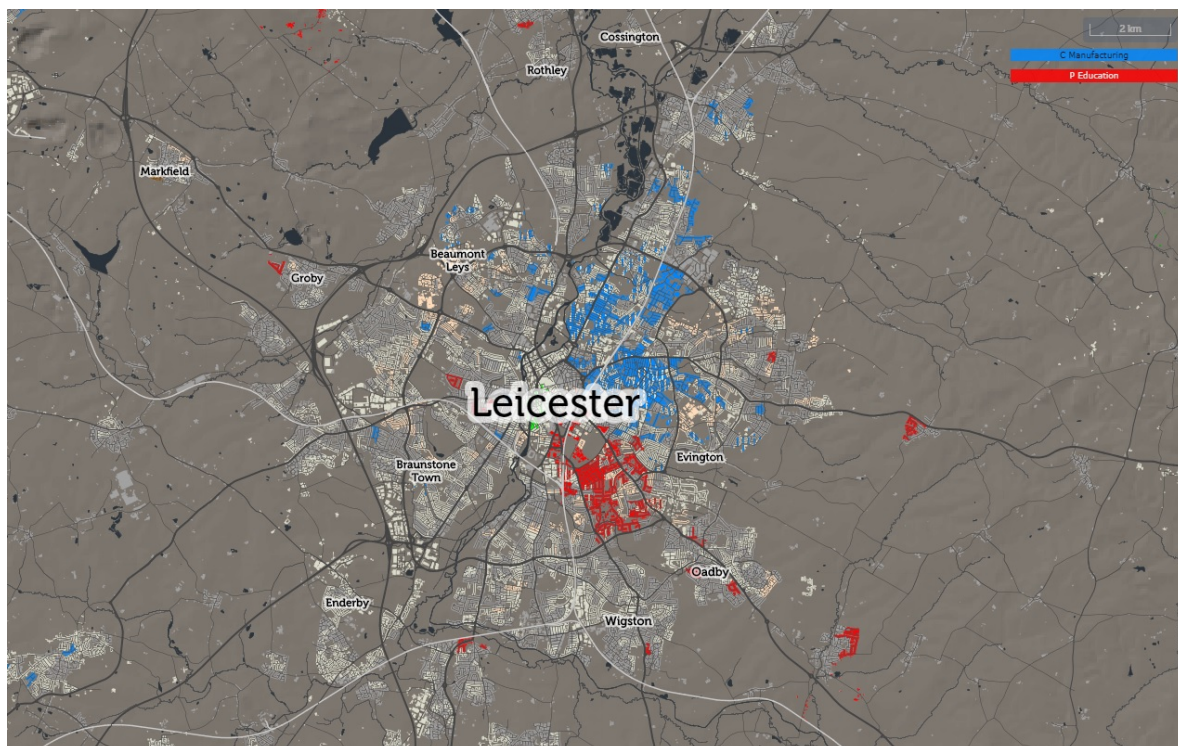 Cossington
2 km
C Manufacturing
P Education
Rothley
Markfield
Beaumont
Leys
Groby
Leicester
Evington
Braunstone
Town
Oadby
Enderby
Wigston